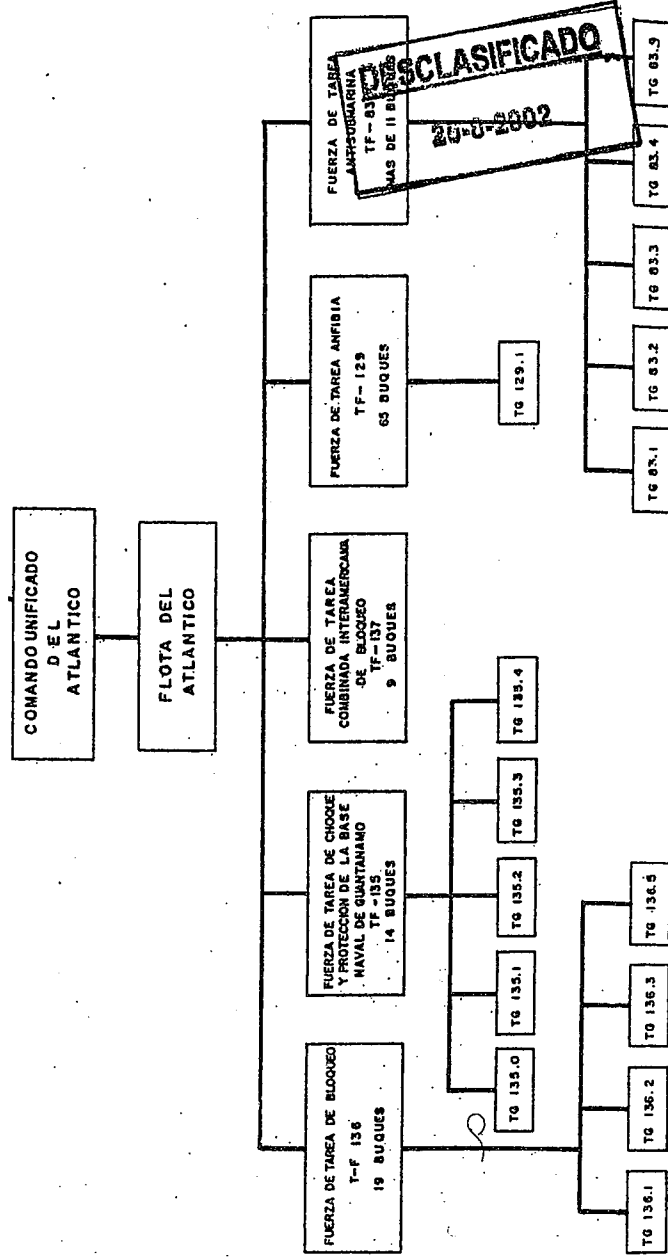 COMANDO UNIFICADO
D EL
ATLANTICO
FLOTA DEL
ATLANTICO
FUERZA DE TAREA DE BLOQUEO
T-F 136
19 BUQUES
FUERZA DE TAREA DE CHOQUE
Y PROTECCION DE LA BASE
NAVAL DE GUANTANAMO
TF-135
14 BUQUES
FUERZA DE TAREA
COMBINADA INTERAMERICANA
DE BLOQUEO
TF-137
9 BUQUES
FUERZA DE TAREA ANFIBIA
TF-129
65 BUQUES
FUERZA DE TAREA
ANTISUBMARINA
TF-83
MAS DE 11 BUQUES
DESCLASIFICADO
2002
TG 136.1
TG 136.2
TG 136.3
TG 136.5
TG 135.0
TG 135.1
TG 135.2
TG 135.3
TG 135.4
TG 129.1
TG 83.1
TG 83.2
TG 83.3
TG 83.4
TG 83.9